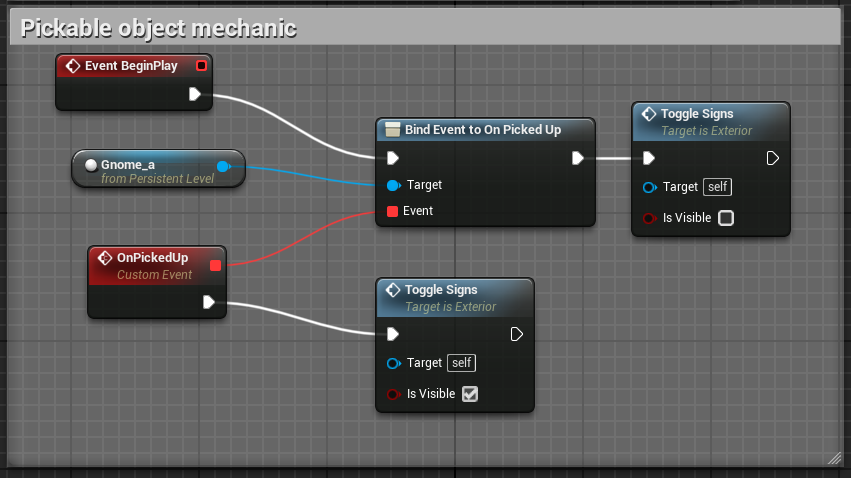 Pickable object mechanic
Event BeginPlay
Gnome_a
from Persistent Level
OnPickedUp
Custom Event
Bind Event to On Picked Up
Target
Event
Toggle Signs
Target is Exterior
Target self
Is Visible
Toggle Signs
Target is Exterior
Target self
Is Visible